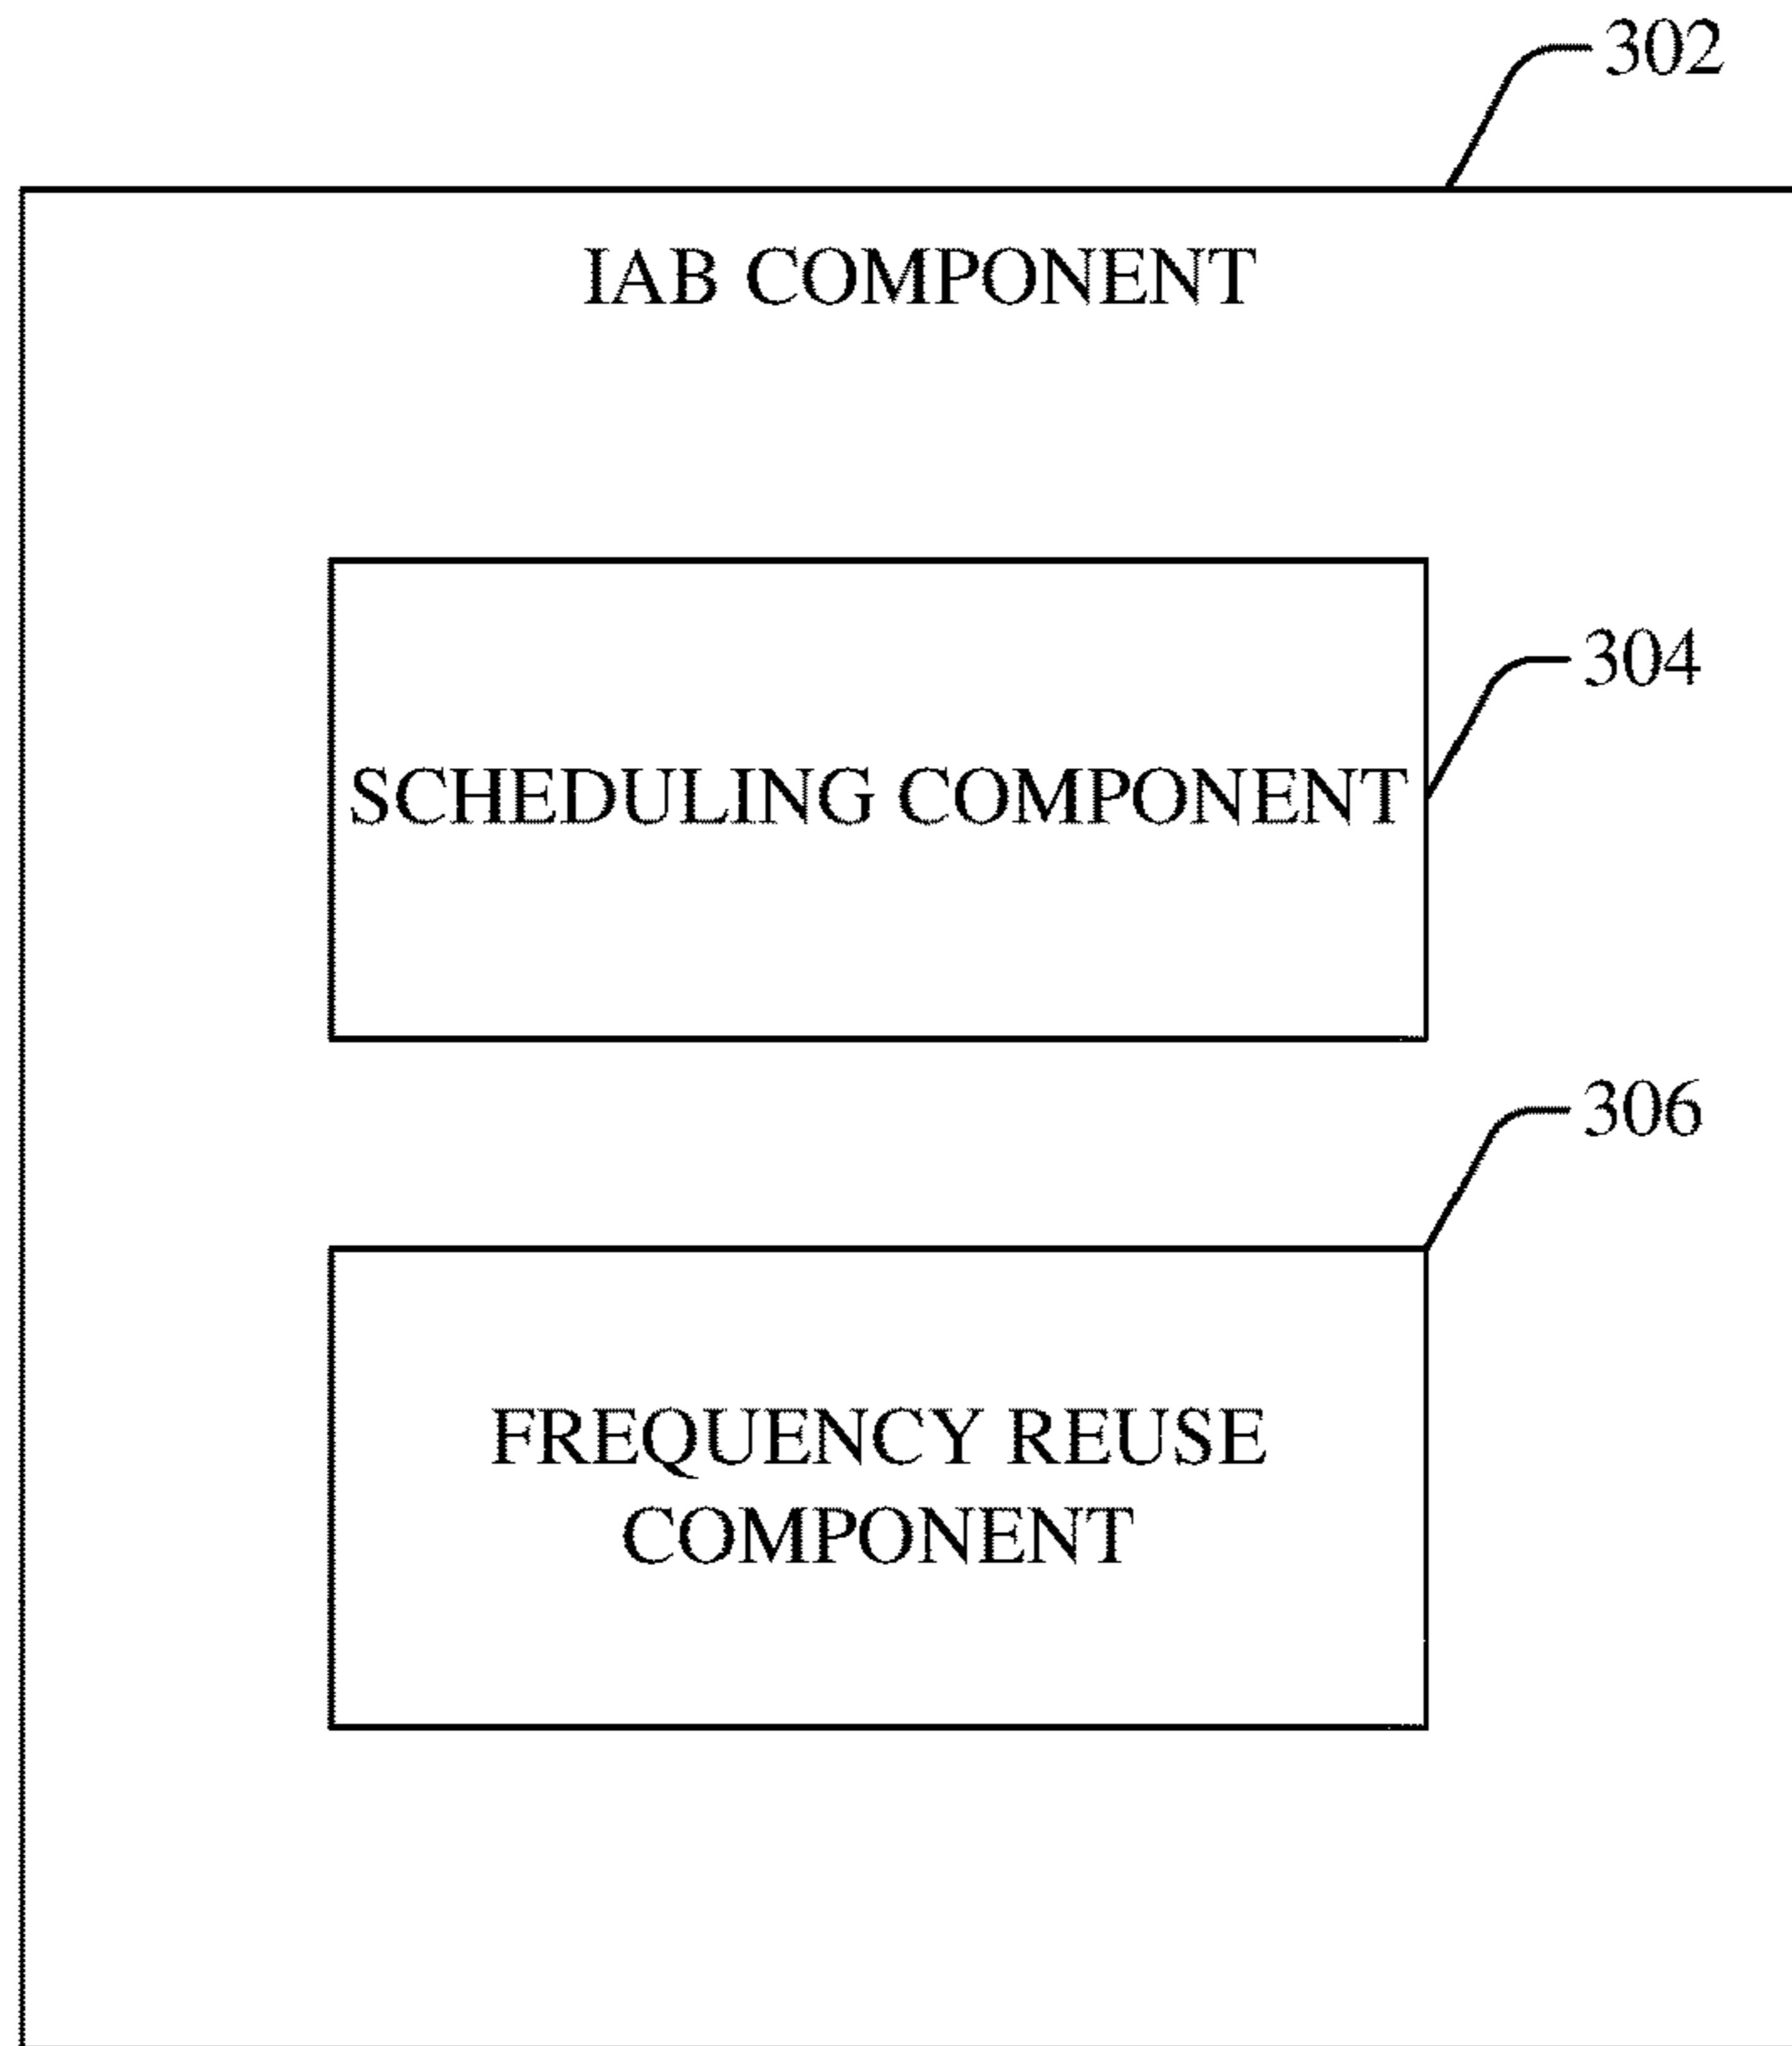 302
IAB COMPONENT
304
SCHEDULING COMPONENT
306
FREQUENCY REUSE
COMPONENT